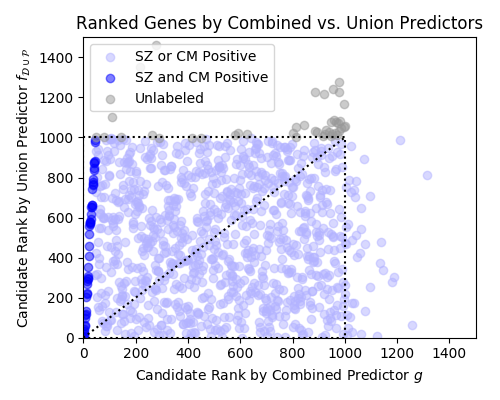 Ranked Genes by Combined vs. Union Predictors
SZ or CM Positive
SZ and CM Positive
Unlabeled
Candidate Rank by Union Predictor f_{𝒟∪𝒫}
1400
1200
1000
800
600
400
200
0
0 200 400 600 800 1000 1200 1400
Candidate Rank by Combined Predictor g